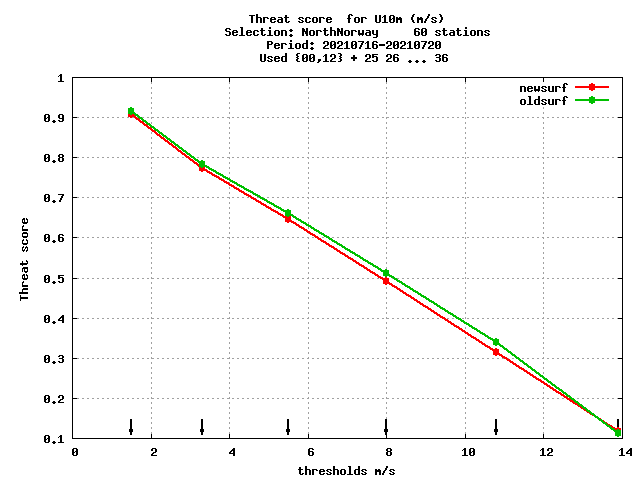 Threat score  for U10m (m/s)
Selection: NorthNorway     60 stations
Period: 20210716-20210720
Used {00,12} + 25 26 ... 36
newsurf
oldsurf
1
0.9
0.8
0.7
0.6
0.5
0.4
0.3
0.2
0.1
Threat score
0 2 4 6 8 10 12 14
thresholds m/s